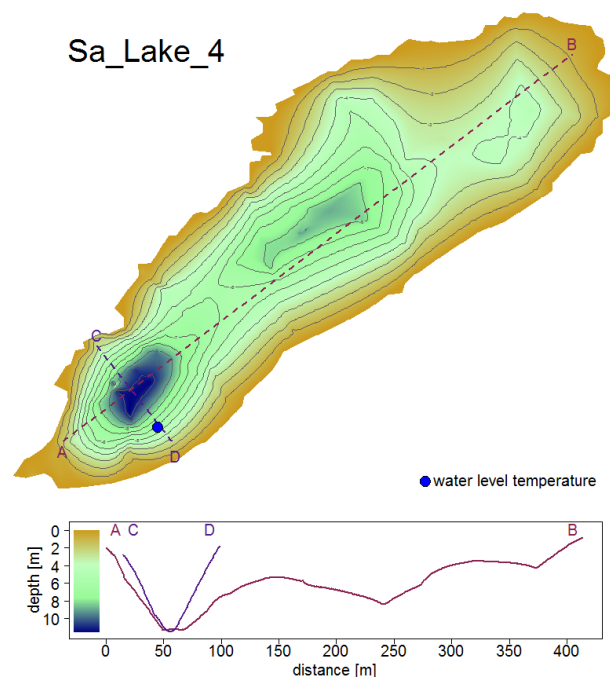 Sa_Lake_4
B
C
A
D
water level temperature
A C D B
0
2
4
6
8
10
depth [m]
0 50 100 150 200 250 300 350 400
distance [m]